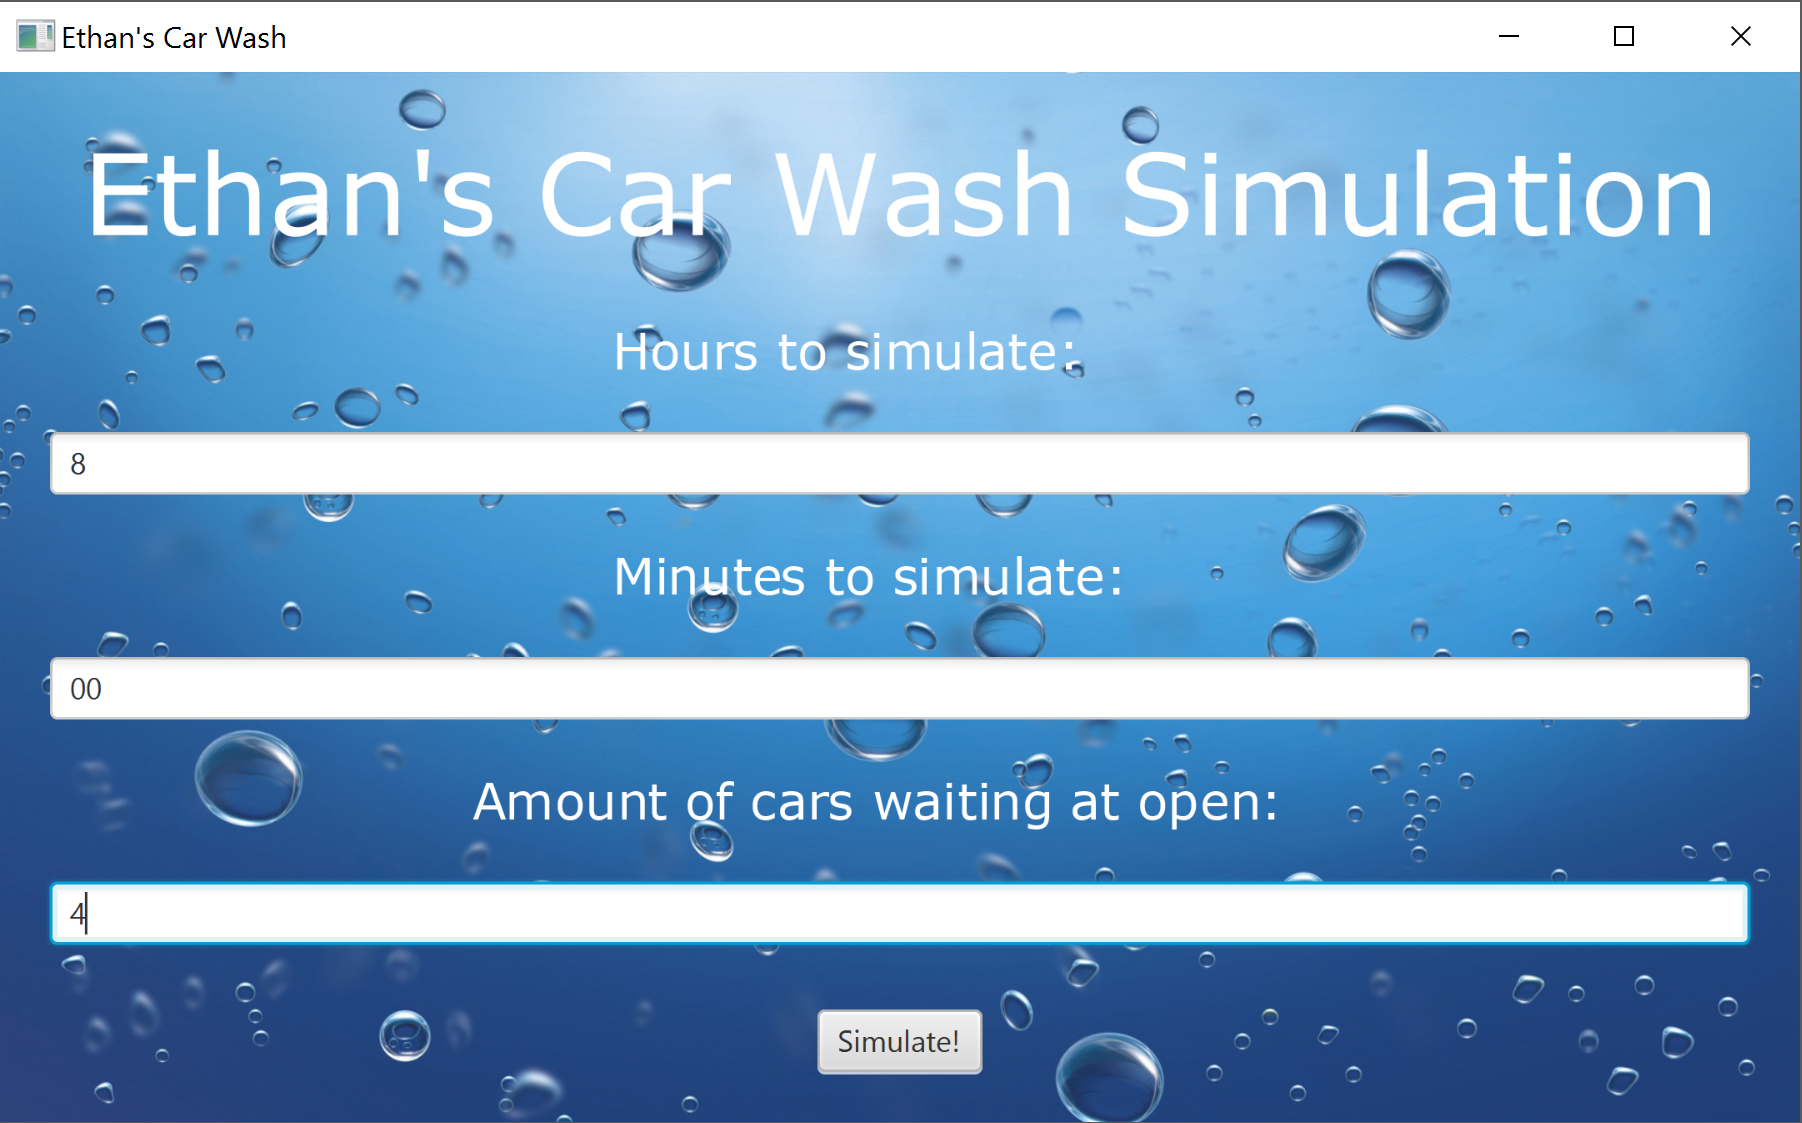 Ethan's Car Wash
Ethan's Car Wash Simulation
Hours to simulate:
8
Minutes to simulate:
00
Amount of cars waiting at open:
4
Simulate!